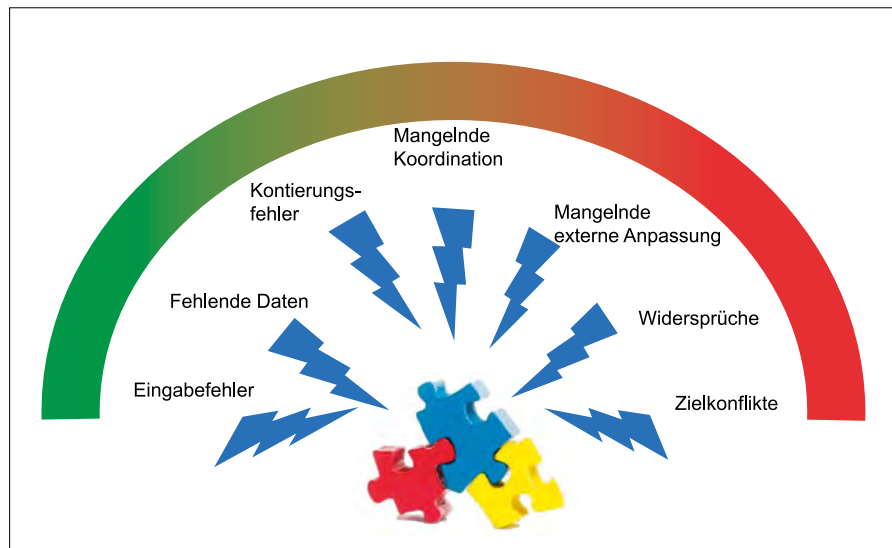 Mangelnde
Koordination
Kontierungs-
fehler
Mangelnde
externe Anpassung
Fehlende Daten
Widersprüche
Eingabefehler
Zielkonflikte